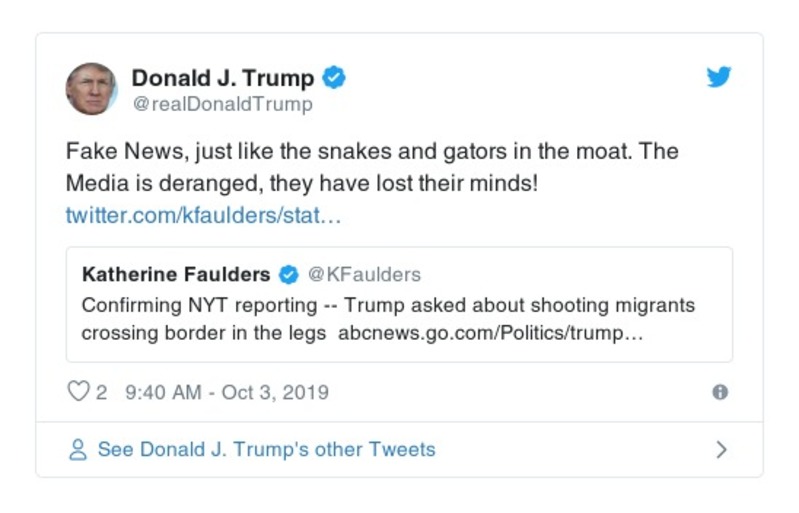 Donald J. Trump
@realDonaldTrump
Fake News, just like the snakes and gators in the moat. The
Media is deranged, they have lost their minds!
twitter.com/kfaulders/stat…
Katherine Faulders @KFaulders
Confirming NYT reporting -- Trump asked about shooting migrants
crossing border in the legs abcnews.go.com/Politics/trump…
2 9:40 AM - Oct 3, 2019
See Donald J. Trump's other Tweets